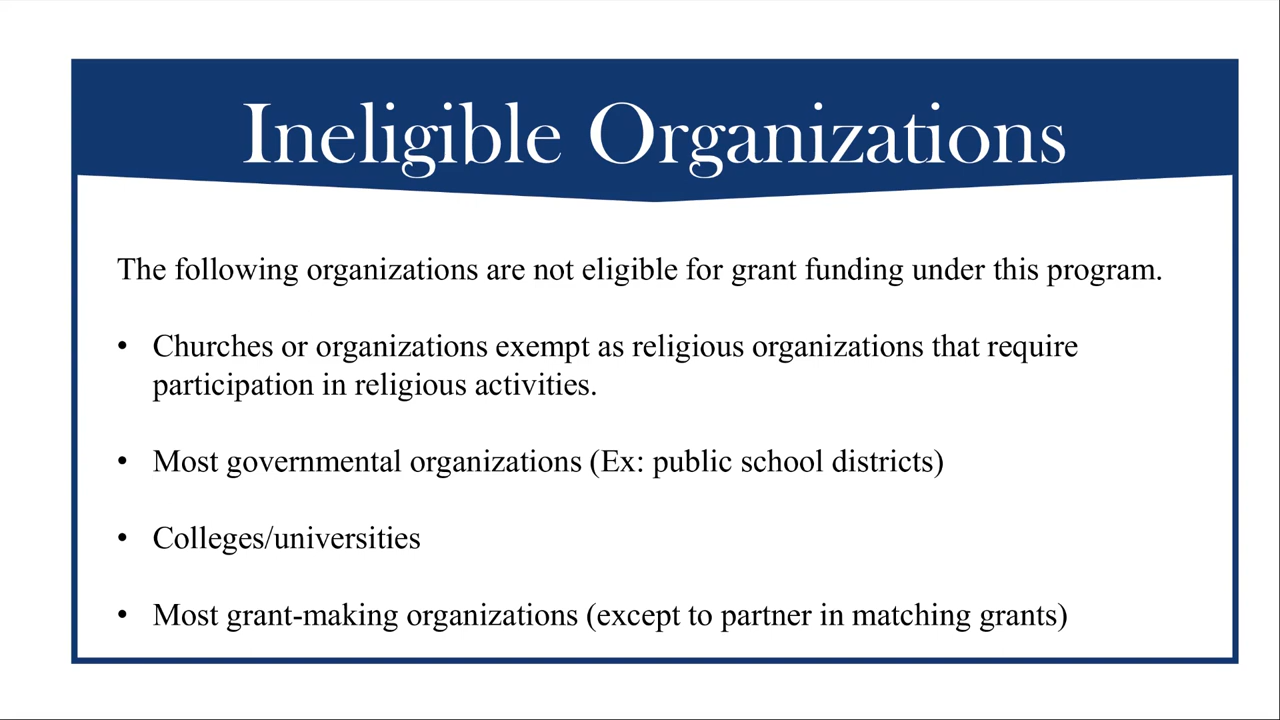 Ineligible Organizations
The following organizations are not eligible for grant funding under this program.
• Churches or organizations exempt as religious organizations that require
participation in religious activities.
• Most governmental organizations (Ex: public school districts)
• Colleges/universities
• Most grant-making organizations (except to partner in matching grants)